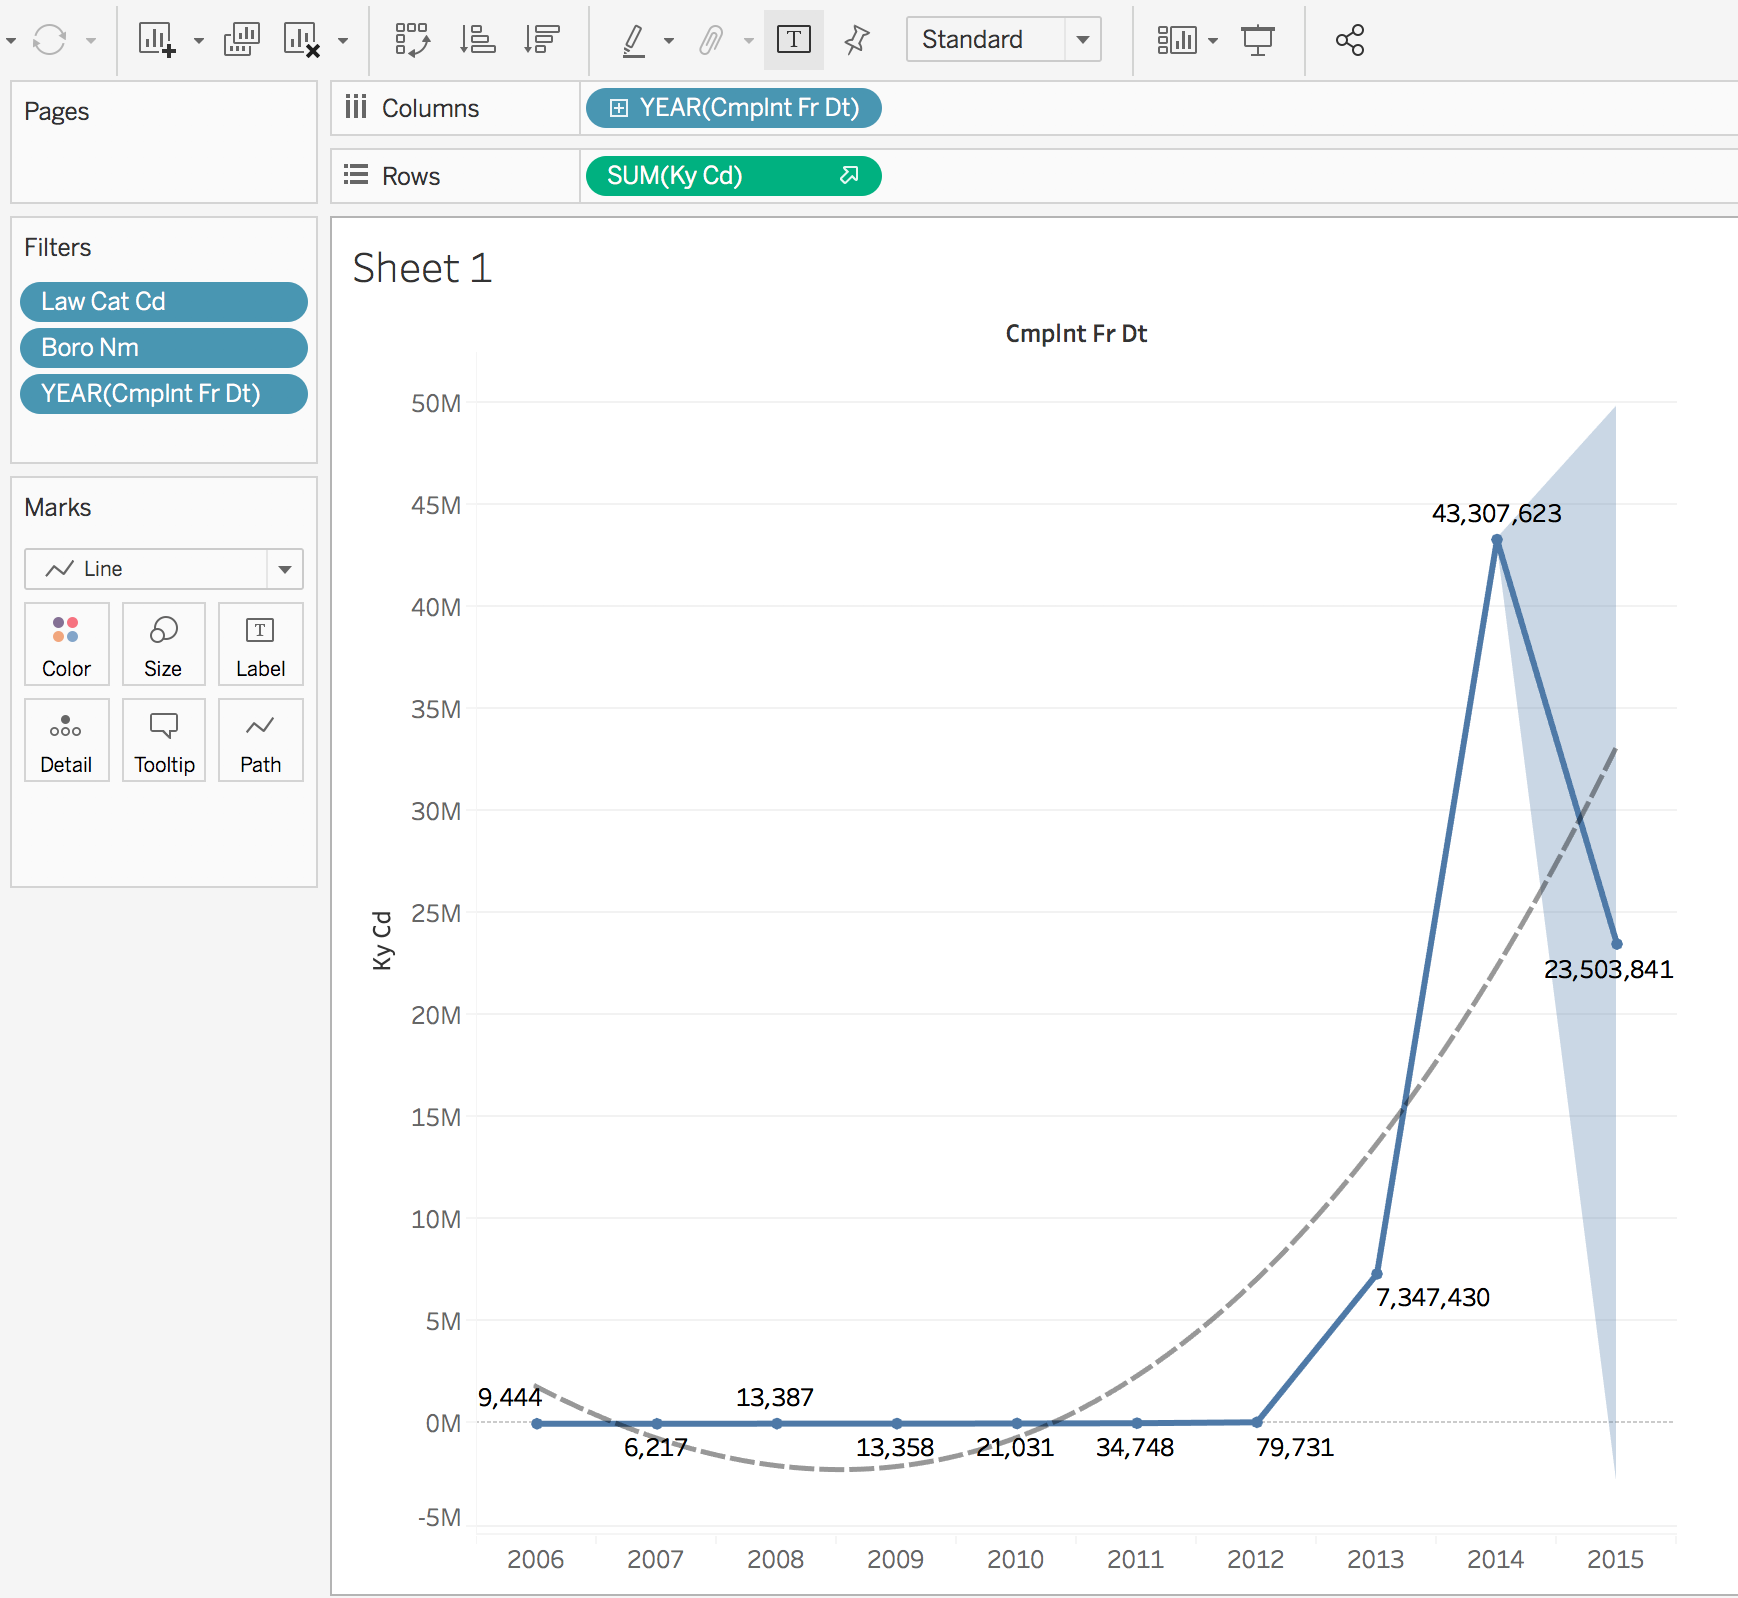 Standard
Pages
Columns
YEAR(Cmplnt Fr Dt)
Rows
SUM(Ky Cd)
Filters
Law Cat Cd
Boro Nm
YEAR(Cmplnt Fr Dt)
Marks
Line
Color
Size
Label
Detail
Tooltip
Path
Sheet 1
Cmplnt Fr Dt
50M
45M
40M
35M
30M
25M
20M
15M
10M
5M
0M
-5M
Ky Cd
43,307,623
23,503,841
7,347,430
9,444
13,387
6,217
13,358
21,031
34,748
79,731
2006 2007 2008 2009 2010 2011 2012 2013 2014 2015